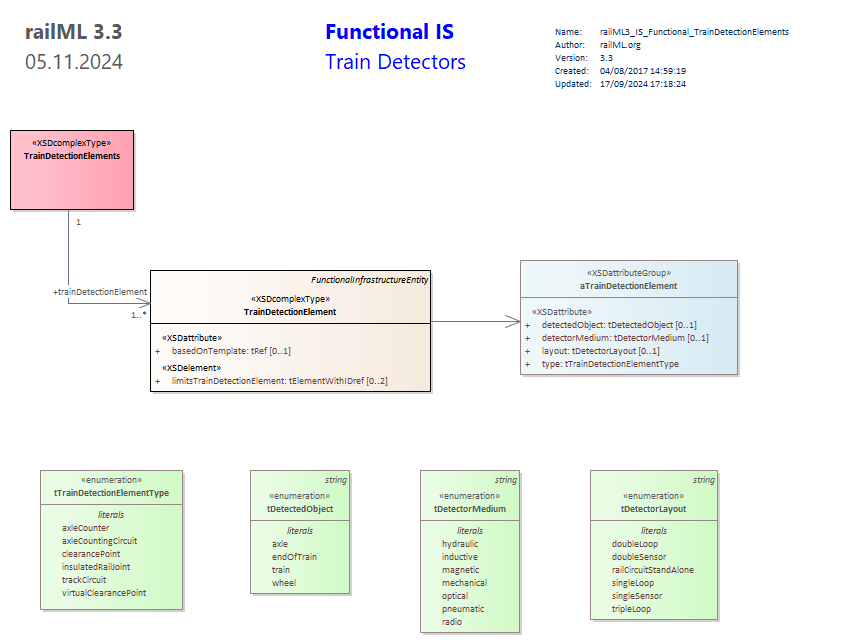 railML 3.3
05.11.2024
Functional IS
Train Detectors
Name: railML3_IS_Functional_TrainDetectionElements
Author: railML.org
Version: 3.3
Created: 04/08/2017 14:59:19
Updated: 17/09/2024 17:18:24
«XSDcomplexType»
TrainDetectionElements
1
+trainDetectionElement
1..*
FunctionalInfrastructureEntity
«XSDcomplexType»
TrainDetectionElement
«XSDattribute»
+ basedOnTemplate: tRef [0..1]
«XSDelement»
+ limitsTrainDetectionElement: tElementWithIDref [0..2]
«XSDattributeGroup»
aTrainDetectionElement
«XSDattribute»
+ detectedObject: tDetectedObject [0..1]
+ detectorMedium: tDetectorMedium [0..1]
+ layout: tDetectorLayout [0..1]
+ type: tTrainDetectionElementType
«enumeration»
tTrainDetectionElementType
literals
axleCounter
axleCountingCircuit
clearancePoint
insulatedRailJoint
trackCircuit
virtualClearancePoint
string
«enumeration»
tDetectedObject
literals
axle
endOfTrain
train
wheel
string
«enumeration»
tDetectorMedium
literals
hydraulic
inductive
magnetic
mechanical
optical
pneumatic
radio
string
«enumeration»
tDetectorLayout
literals
doubleLoop
doubleSensor
railCircuitStandAlone
singleLoop
singleSensor
tripleLoop